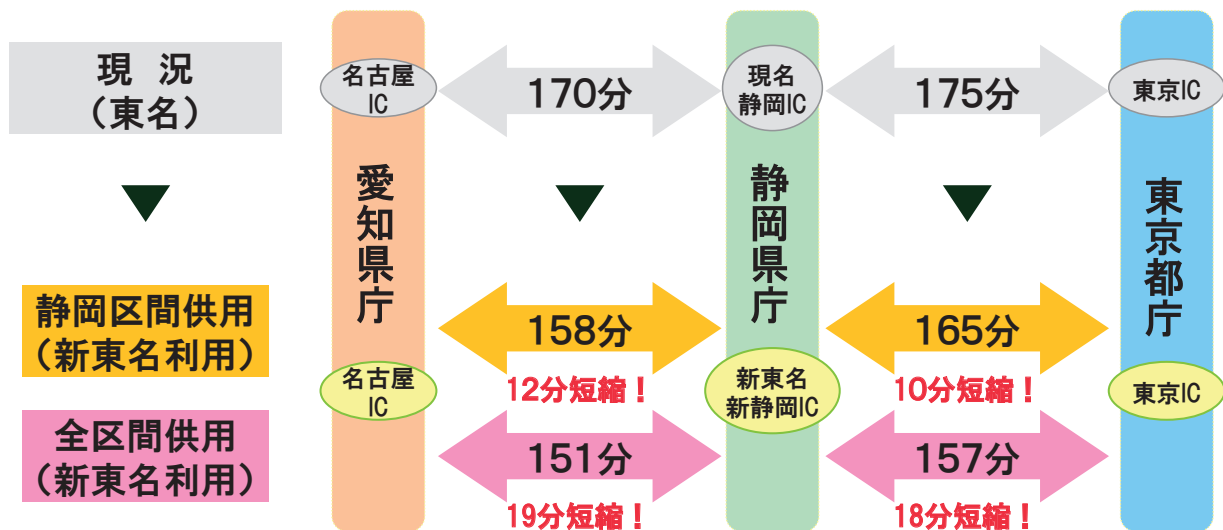 現 況
(東名)
名古屋
IC
170分
現名
静岡IC
175分
東京IC
愛知県庁
静岡県庁
東京都庁
静岡区間供用
(新東名利用)
158分
165分
12分短縮!
10分短縮!
名古屋
IC
新東名
新静岡IC
東京IC
全区間供用
(新東名利用)
151分
157分
19分短縮!
18分短縮!